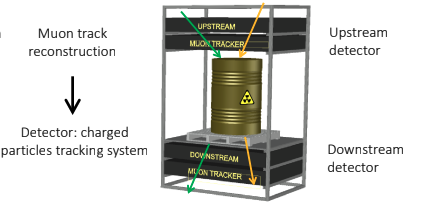 Muon track
reconstruction
Detector: charged
particles tracking system
UPSTREAM
MUON TRACKER
DOWNSTREAM
MUON TRACKER
Upstream
detector
Downstream
detector